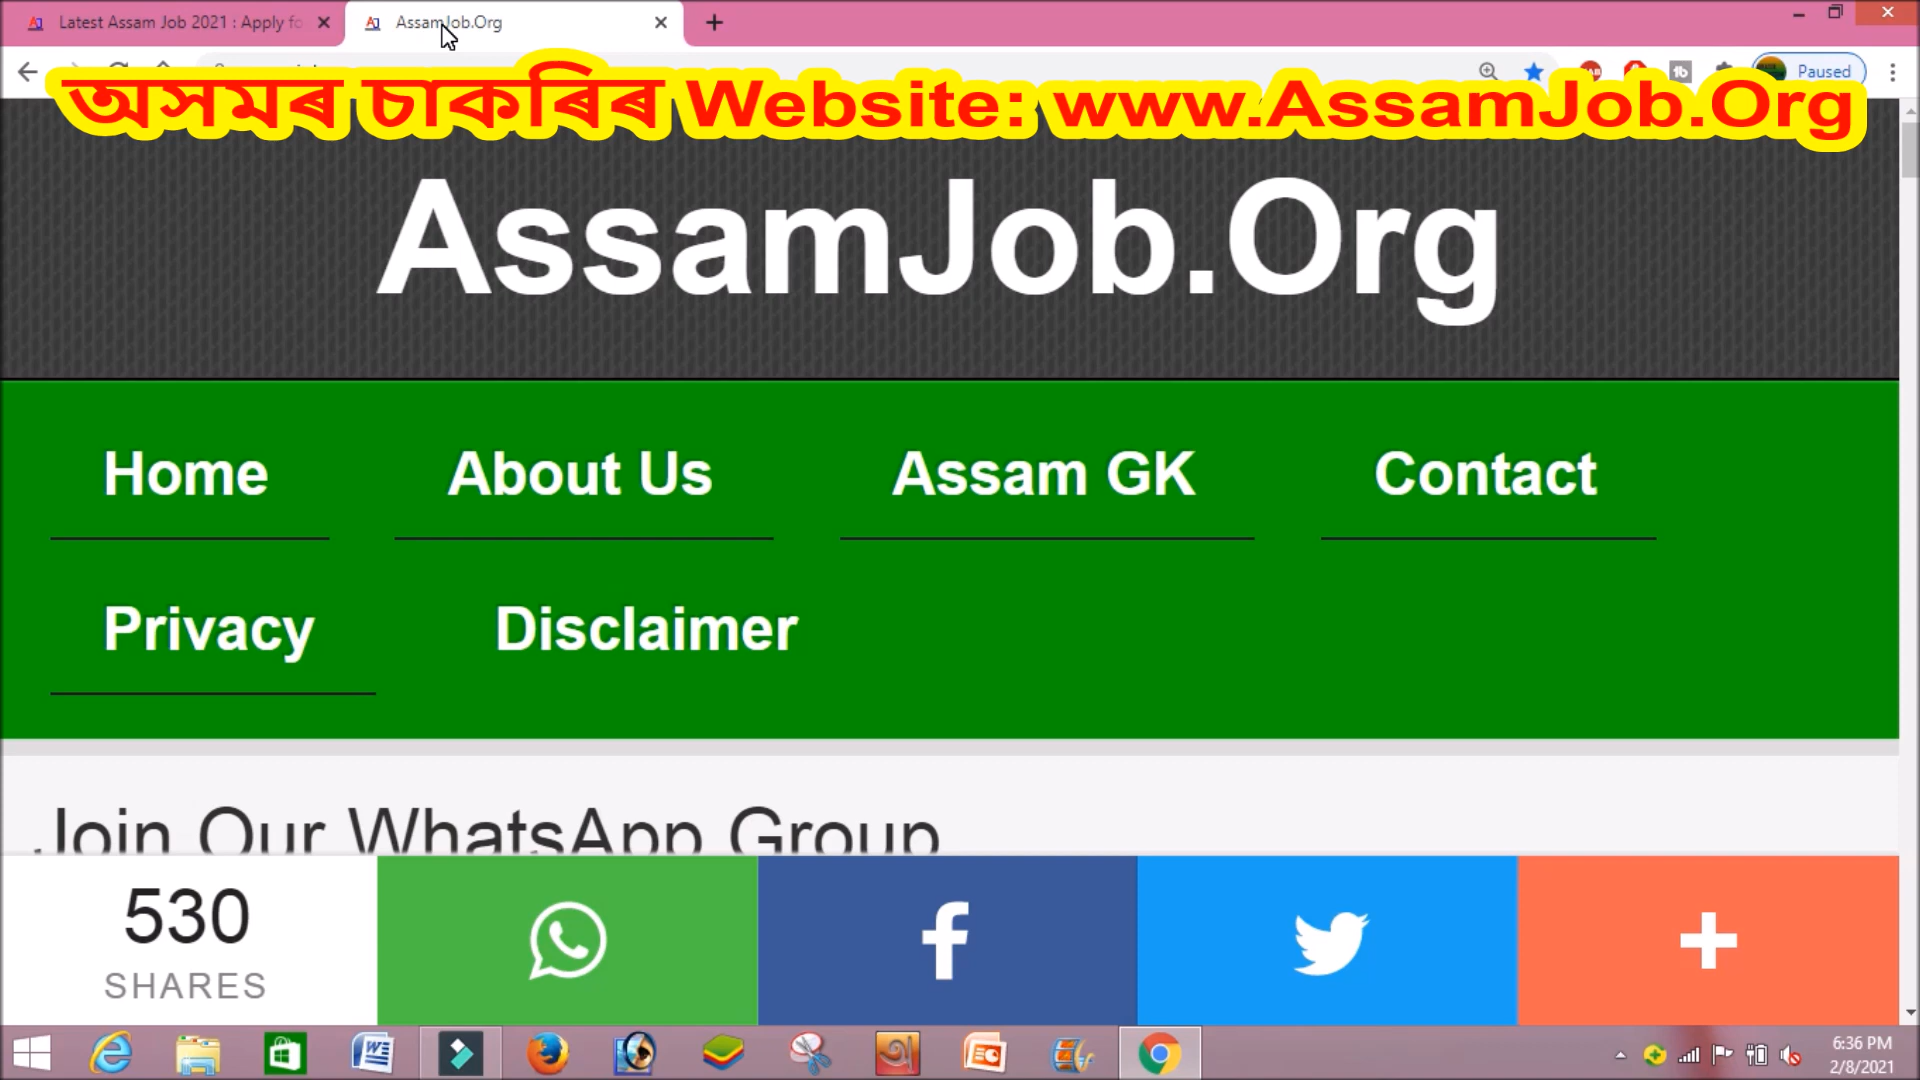 Latest Assam Job 2021 : Apply fo
AssamJob.Org
Paused
অসমৰ চাকৰিৰ Website: www.AssamJob.Org
AssamJob.Org
Home About Us Assam GK Contact
Privacy Disclaimer
Join Our WhatsApp Group
530
SHARES
6:36 PM
2/8/2021